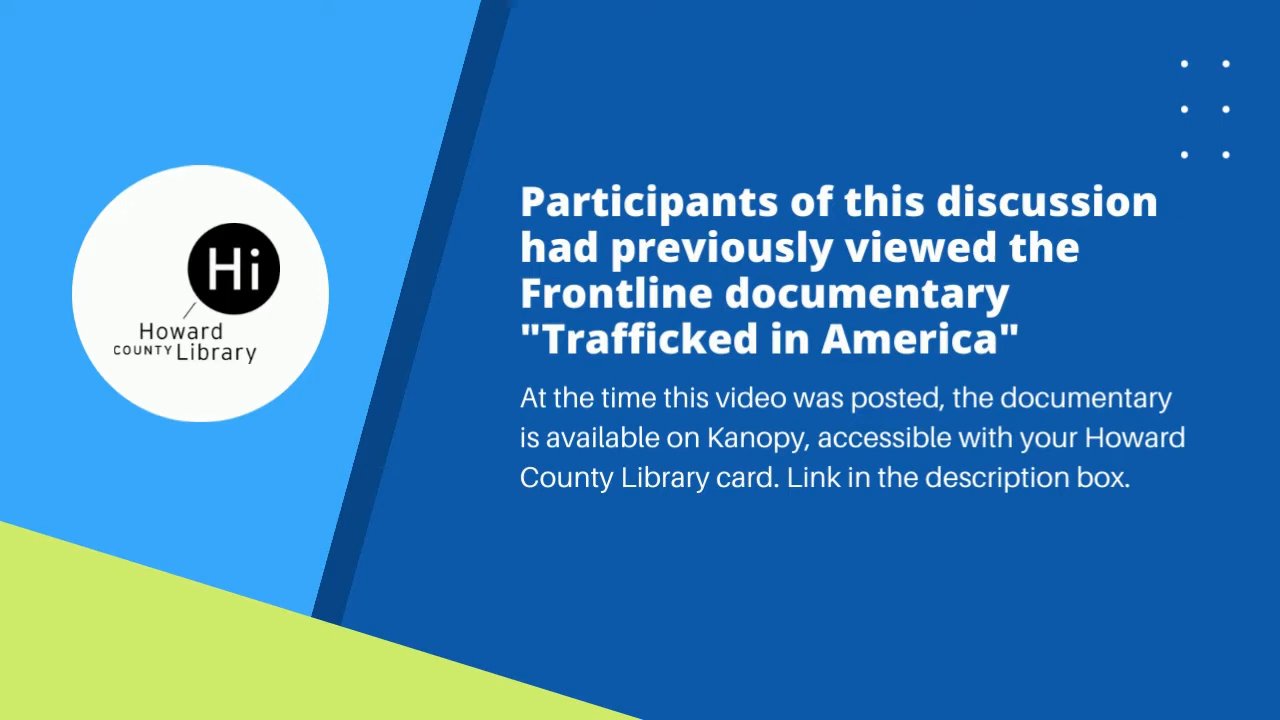 Hi
Howard
COUNTY Library
Participants of this discussion
had previously viewed the
Frontline documentary
"Trafficked in America"
At the time this video was posted, the documentary
is available on Kanopy, accessible with your Howard
County Library card. Link in the description box.